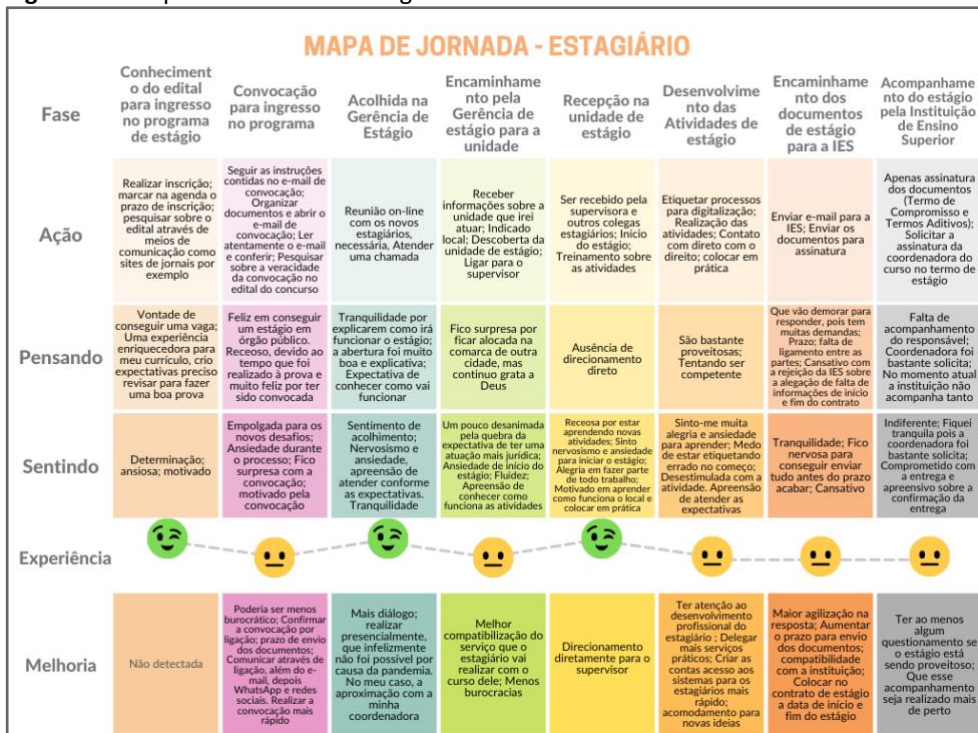 MAPA DE JORNADA - ESTAGIÁRIO
Fase
Conheciment
o do edital
para ingresso
no programa
de estágio
Convocação
para ingresso
no programa
Acolhida na
Gerência de
Estágio
Encaminhame
nto pela
Gerência de
estágio para a
unidade
Recepção na
unidade de
estágio
Desenvolvime
nto das
Atividades de
estágio
Encaminhame
nto dos
documentos
de estágio
para a IES
Acompanhame
nto do estágio
pela Instituição
de Ensino
Superior
Ação
Realizar inscrição;
marcar na agenda o
prazo de inscrição;
pesquisar sobre o
edital através de
meios de
comunicação como
sites de jornais por
exemplo
Seguir as instruções
contidas no e-mail de
convocação;
Organizar
documentos e abrir o
e-mail de
convocação; Ler
atentamente o e-mail
e conferir; Pesquisar
sobre a veracidade
da convocação no
edital do concurso
Reunião on-line
com os novos
estagiários,
necessária, Atender
uma chamada
Receber
informações sobre a
unidade que irei
atuar; Indicado
local; Descoberta da
unidade de estágio;
Ligar para o
supervisor
Ser recebido pela
supervisora e
outros colegas
estagiários; Início
do estágio;
Treinamento sobre
as atividades
Etiquetar processos
para digitalização;
Realização das
atividades; Contato
com direto com o
direito; colocar em
prática
Enviar e-mail para a
IES; Enviar os
documentos para
assinatura
Apenas assinatura
dos documentos
(Termo de
Compromisso e
Termos Aditivos);
Solicitar a
assinatura da
coordenadora do
curso no termo de
estágio
Pensando
Vontade de
conseguir uma vaga;
Uma experiência
enriquecedora para
meu currículo, crio
expectativas preciso
revisar para fazer
uma boa prova
Feliz em conseguir
um estágio em
órgão público.
Receoso, devido ao
tempo que foi
realizado à prova e
muito feliz por ter
sido convocada
Tranquilidade por
explicarem como irá
funcionar o estágio;
a abertura foi muito
boa e explicativa;
Expectativa de
conhecer como vai
funcionar
Fico surpresa por
ficar alocada na
comarca de outra
cidade, mas
continuo grata a
Deus
Ausência de
direcionamento
direto
São bastante
proveitosas;
Tentando ser
competente
Que vão demorar para
responder, pois tem
muitas demandas;
Prazo; falta de
ligamento entre as
partes; Cansativo com
a rejeição da IES sobre
a alegação de falta de
informações de início e
fim do contrato
Falta de
acompanhamento
do responsável;
Coordenadora foi
bastante solicita;
No momento atual
a instituição não
acompanha tanto
Sentindo
Determinação;
ansiosa; motivado
Empolgada para os
novos desafios;
Ansiedade durante
o processo; Fico
surpresa com a
convocação;
motivado pela
convocação
Sentimento de
acolhimento;
Nervosismo e
ansiedade,
apreensão de
atender conforme
as expectativas.
Tranquilidade
Um pouco desanimada
pela quebra da
expectativa de ter uma
atuação mais jurídica;
Ansiedade de início do
estágio; Fluidez;
Apreensão de
conhecer como
funciona as atividades
Receosa por estar
aprendendo novas
atividades; Sinto
nervosismo e ansiedade
para iniciar o estágio;
Alegria em fazer parte
de todo trabalho;
Motivado em aprender
como funciona o local e
colocar em prática
Sinto-me muita
alegria e ansiedade
para aprender; Medo
de estar etiquetando
errado no começo;
Desestimulada com a
atividade. Apreensão
de atender as
expectativas
Tranquilidade; Fico
nervosa para
conseguir enviar
tudo antes do prazo
acabar; Cansativo
Indiferente; Fiquei
tranquila pois a
coordenadora foi
bastante solicita;
Comprometido com
a entrega e
apreensivo sobre a
confirmação da
entrega
Experiência
Melhoria
Não detectada
Poderia ser menos
burocrático; Confirmar
a convocação por
ligação; prazo de envio
dos documentos;
Comunicar através de
ligação, além do e-
mail, depois
WhatsApp e redes
sociais. Realizar a
convocação mais
rápido
Mais diálogo;
realizar
presencialmente,
que infelizmente
não foi possível por
causa da pandemia.
No meu caso, a
aproximação com a
minha
coordenadora
Melhor
compatibilização do
serviço que o
estagiário vai
realizar com o
curso dele; Menos
burocracias
Direcionamento
diretamente para o
supervisor
Ter atenção ao
desenvolvimento
profissional do
estagiário ; Delegar
mais serviços
práticos; Criar as
contas acesso aos
sistemas para os
estagiários mais
rápido;
acomodamento para
novas ideias
Maior agilização na
resposta; Aumentar
o prazo para envio
dos documentos;
compatibilidade
com a instituição;
Colocar no
contrato de estágio
a data de início e
fim do estágio
Ter ao menos
algum
questionamento se
o estágio está
sendo proveitoso;
Que esse
acompanhamento
seja realizado mais
de perto